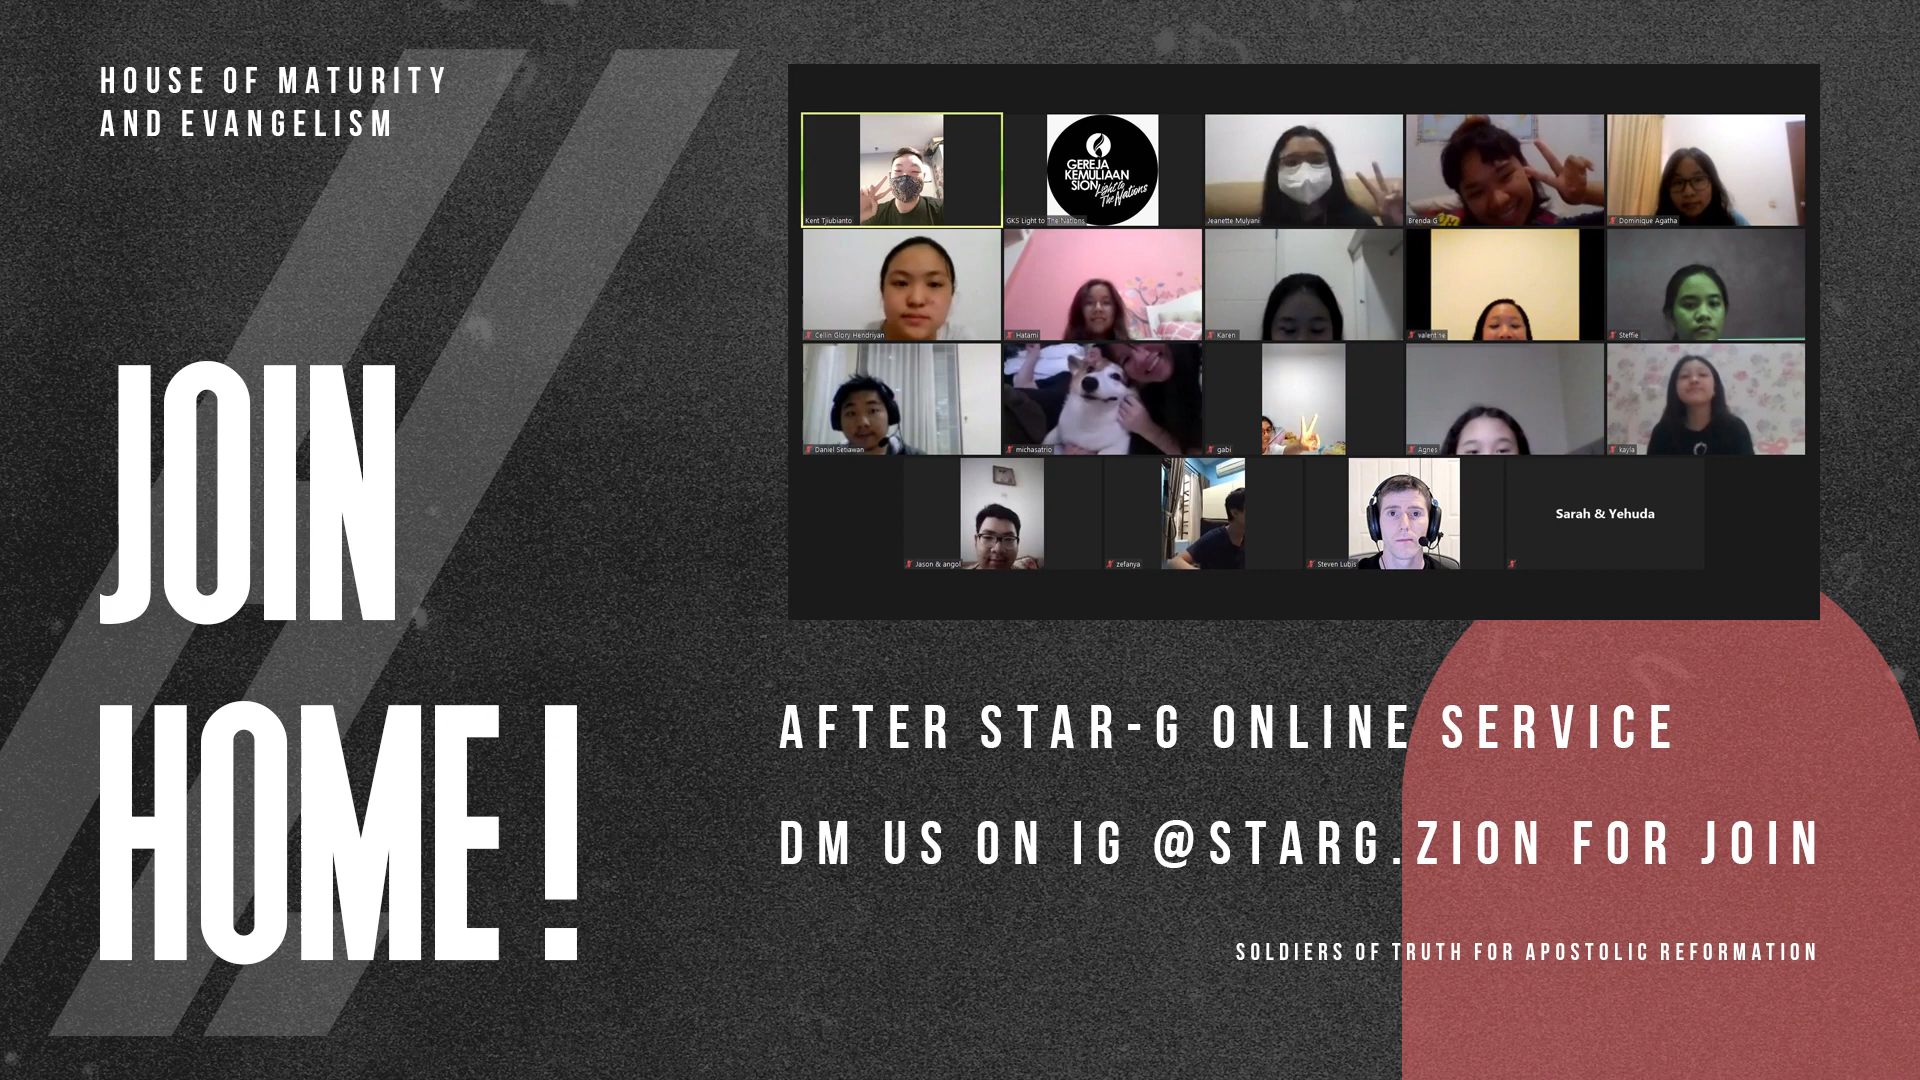 HOUSE OF MATURITY
AND EVANGELISM
JOIN
HOME !
GEREJA
KEMULIAAN
SION
Light to
The Nations
Kent Tjiubianto
GKS Light to The Nations
Jeanette Mulyani
Brenda G
Dominique Agatha
Cellin Glory Hendriyan
Hatami
Karen
Steffie
Daniel Setiawan
michasatrio
gabi
Agnes
kayla
Jason & angel
zefanya
Steven Lubis
Sarah & Yehuda
AFTER STAR-G ONLINE SERVICE
DM US ON IG @STARG.ZION FOR JOIN
SOLDIERS OF TRUTH FOR APOSTOLIC REFORMATION